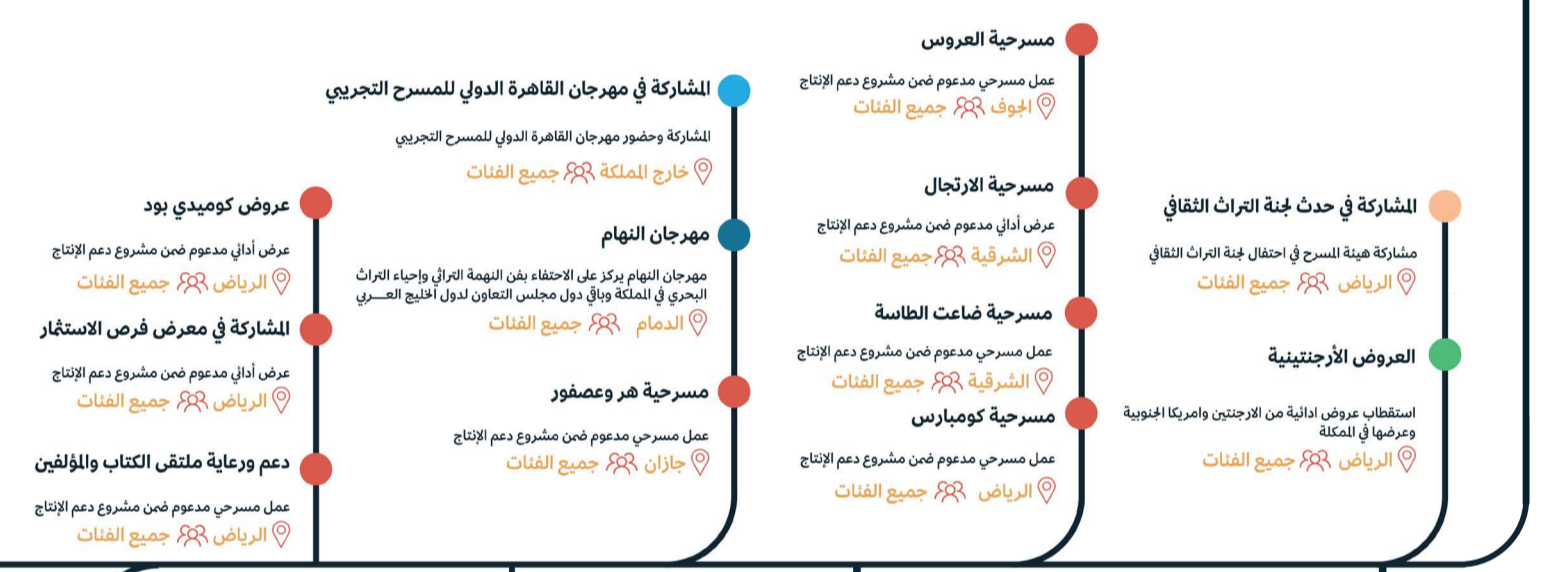 المشاركة في حدث لجنة التراث الثقافي
مشاركة هيئة المسرح في احتفال لجنة التراث الثقافي
الرياض جميع الفئات
العروض الأرجنتينية
استقطاب عروض ادائية من الارجنتين وامريكا الجنوبية
وعرضها في الممكلة
الرياض جميع الفئات
مسرحية العروس
عمل مسرحي مدعوم ضمن مشروع دعم الإنتاج
الجوف جميع الفئات
مسرحية الارتجال
عرض أدائي مدعوم ضمن مشروع دعم الإنتاج
الشرقية جميع الفئات
مسرحية ضاعت الطاسة
عمل مسرحي مدعوم ضمن مشروع دعم الإنتاج
الشرقية جميع الفئات
مسرحية كومبارس
عمل مسرحي مدعوم ضمن مشروع دعم الإنتاج
الرياض جميع الفئات
المشاركة في مهرجان القاهرة الدولي للمسرح التجريبي
المشاركة وحضور مهرجان القاهرة الدولي للمسرح التجريبي
خارج المملكة جميع الفئات
مهرجان النهام
مهرجان النهام يركز على الاحتفاء بفن النهمة التراثي وإحياء التراث
البحري في المملكة وباقي دول مجلس التعاون لدول الخليج العـــربي
الدمام جميع الفئات
مسرحية هر وعصفور
عمل مسرحي مدعوم ضمن مشروع دعم الإنتاج
جازان جميع الفئات
عروض كوميدي بود
عرض أدائي مدعوم ضمن مشروع دعم الإنتاج
الرياض جميع الفئات
المشاركة في معرض فرص الاستثمار
عرض أدائي مدعوم ضمن مشروع دعم الإنتاج
الرياض جميع الفئات
دعم ورعاية ملتقى الكتاب والمؤلفين
عمل مسرحي مدعوم ضمن مشروع دعم الإنتاج
الرياض جميع الفئات